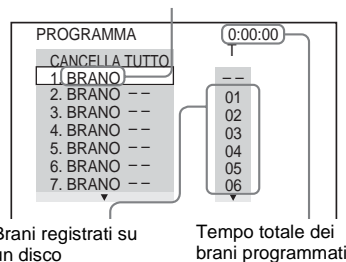 PROGRAMMA 0:00:00
CANCELLA TUTTO T
1. BRANO – –
2. BRANO – – 01
3. BRANO – – 02
4. BRANO – – 03
5. BRANO – – 04
6. BRANO – – 05
7. BRANO – – 06
Brani registrati su un disco
Tempo totale dei brani programmati